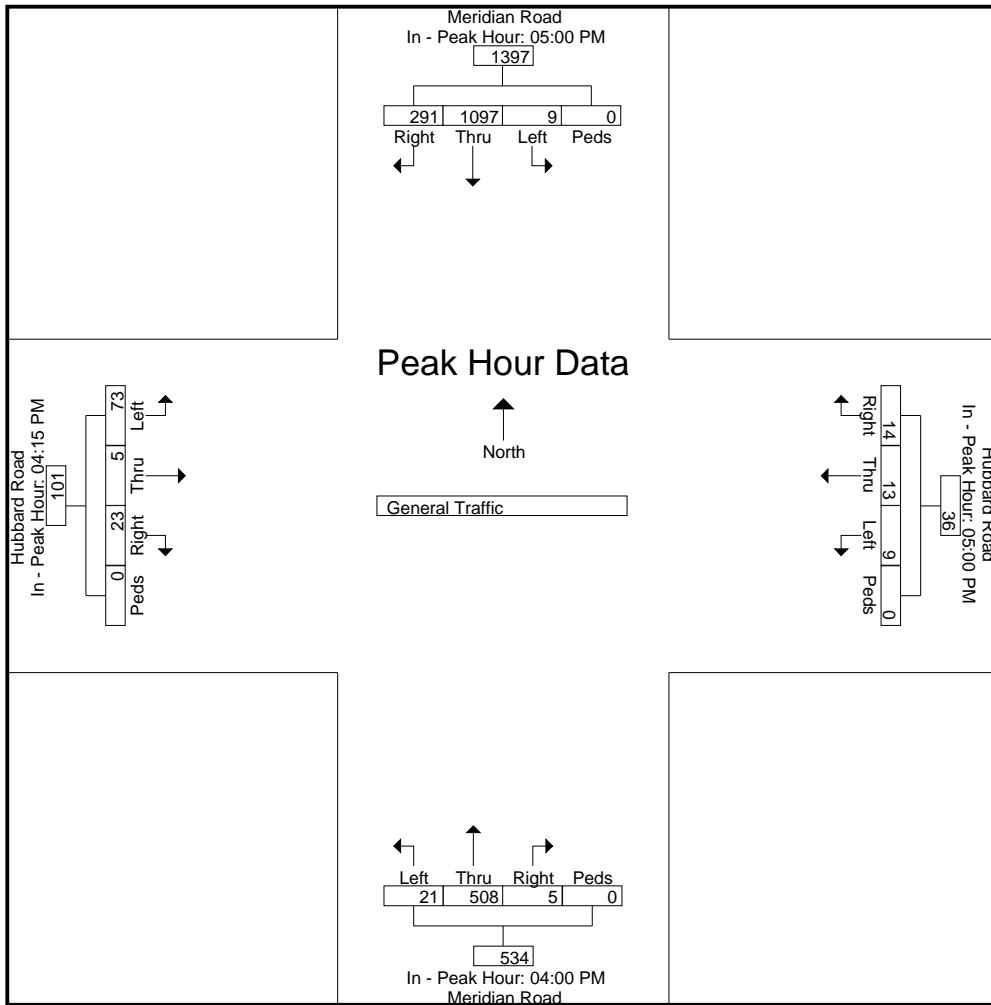 Meridian Road
In - Peak Hour: 05:00 PM
1397
291 1097 9 0
Right Thru Left Peds
Peak Hour Data
North
General Traffic
Hubbard Road
In - Peak Hour: 04:15 PM
101
73 5 23 0
Left Thru Right Peds
Hubbard Road
In - Peak Hour: 05:00 PM
36
14 13 9 0
Right Thru Left Peds
Left Thru Right Peds
21 508 5 0
534
In - Peak Hour: 04:00 PM
Meridian Road